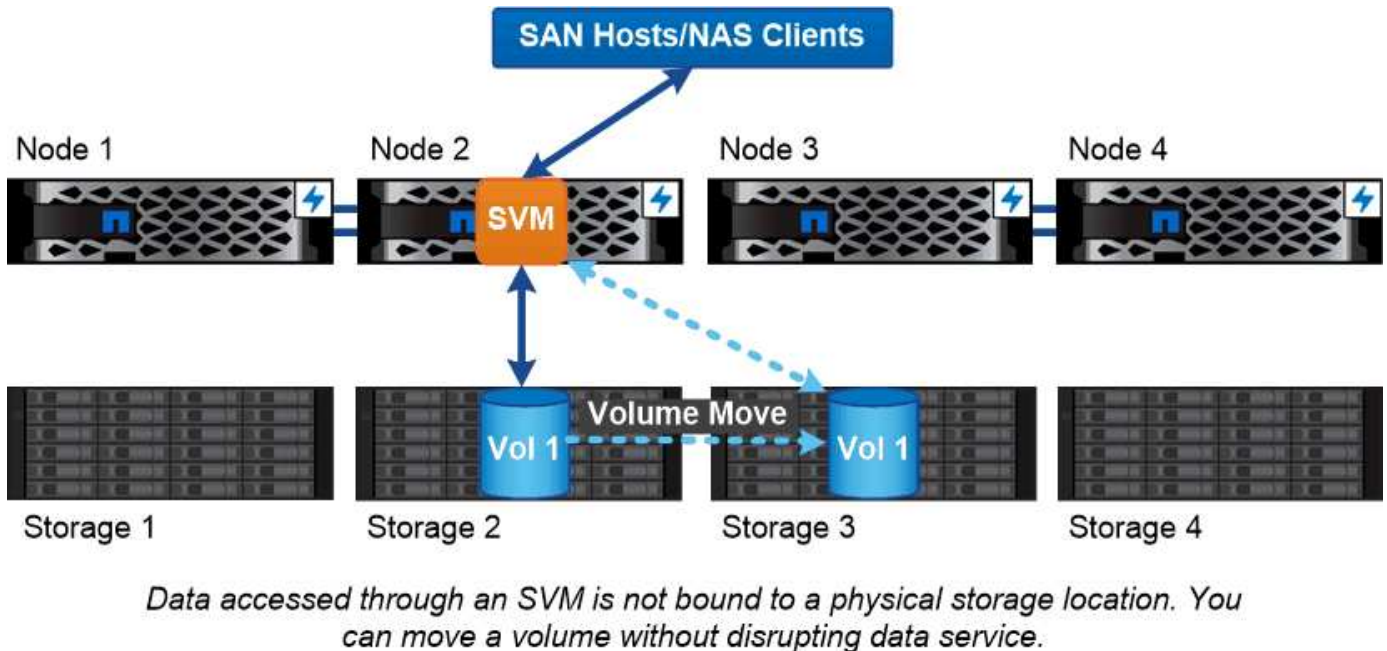 SAN Hosts/NAS Clients
Node 1
Node 2
Node 3
Node 4
SVM
Volume Move
Vol 1
Vol 1
Storage 1
Storage 2
Storage 3
Storage 4
Data accessed through an SVM is not bound to a physical storage location. You
can move a volume without disrupting data service.